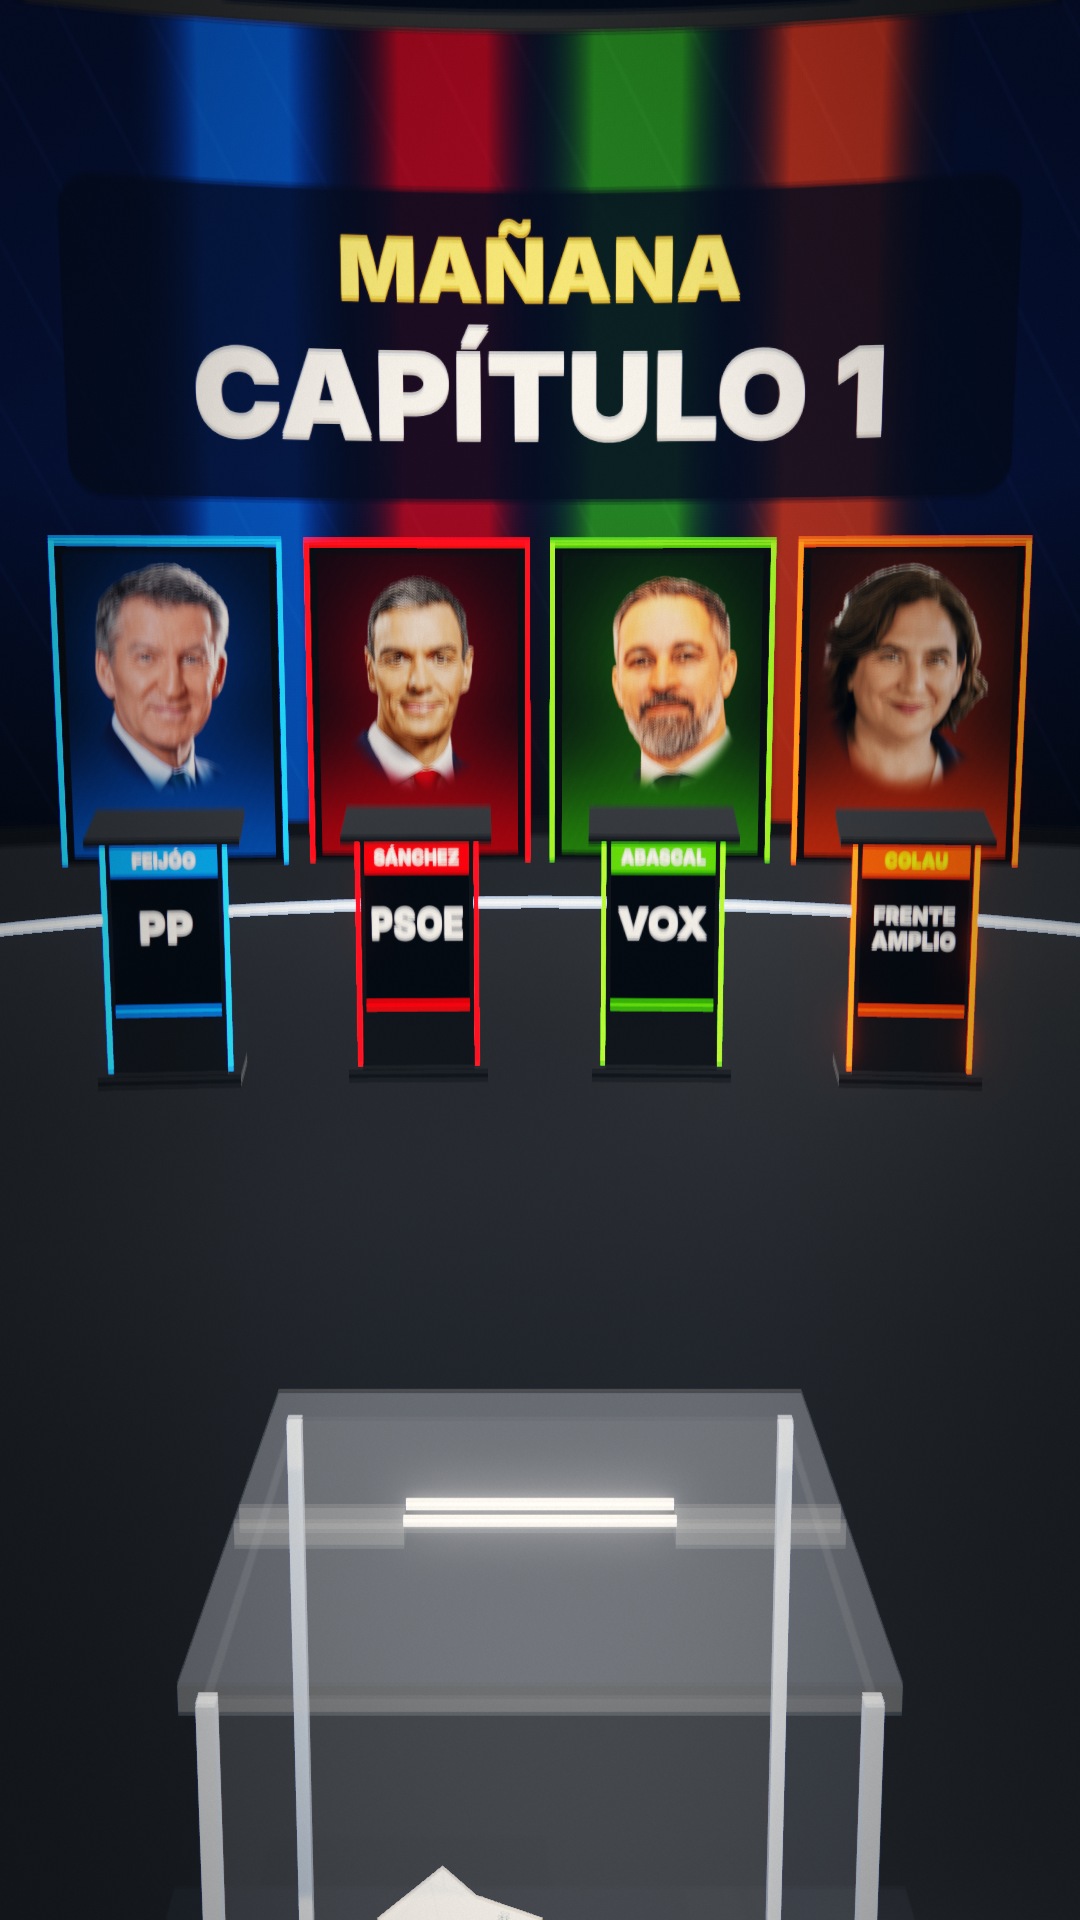 MAÑANA
CAPÍTULO 1
FEIJÓO
SÁNCHEZ
ABASCAL
COLAU
PP
PSOE
VOX
FRENTE
AMPLIO